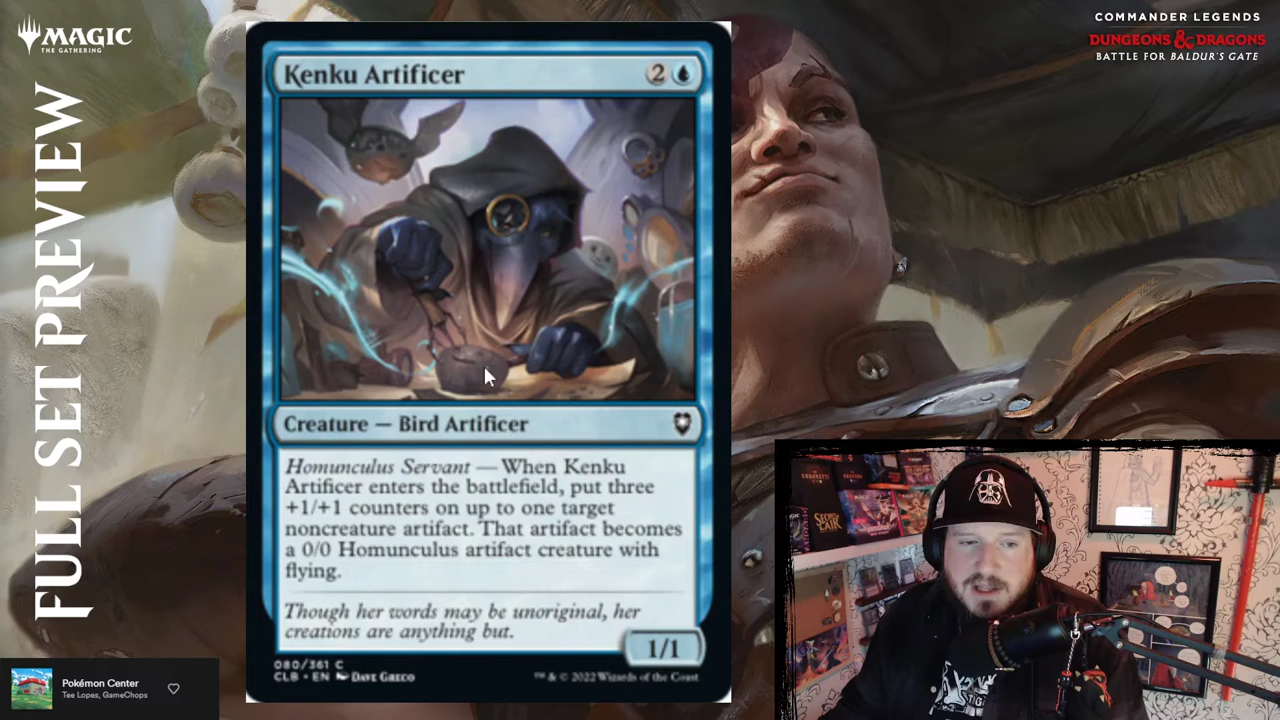 MAGIC
THE GATHERING
FULL SET PREVIEW
COMMANDER LEGENDS
DUNGEONS & DRAGONS
BATTLE FOR BALDUR'S GATE
Kenku Artificer
2
Creature — Bird Artificer
Homunculus Servant — When Kenku
Artificer enters the battlefield, put three
+1/+1 counters on up to one target
noncreature artifact. That artifact becomes
a 0/0 Homunculus artifact creature with
flying.
Though her words may be unoriginal, her
creations are anything but.
1/1
080/361 C
CLB • EN Dave Greco
™ & © 2022 Wizards of the Coast
Pokémon Center
Tee Lopes, GameChops
SECRET
LAIR